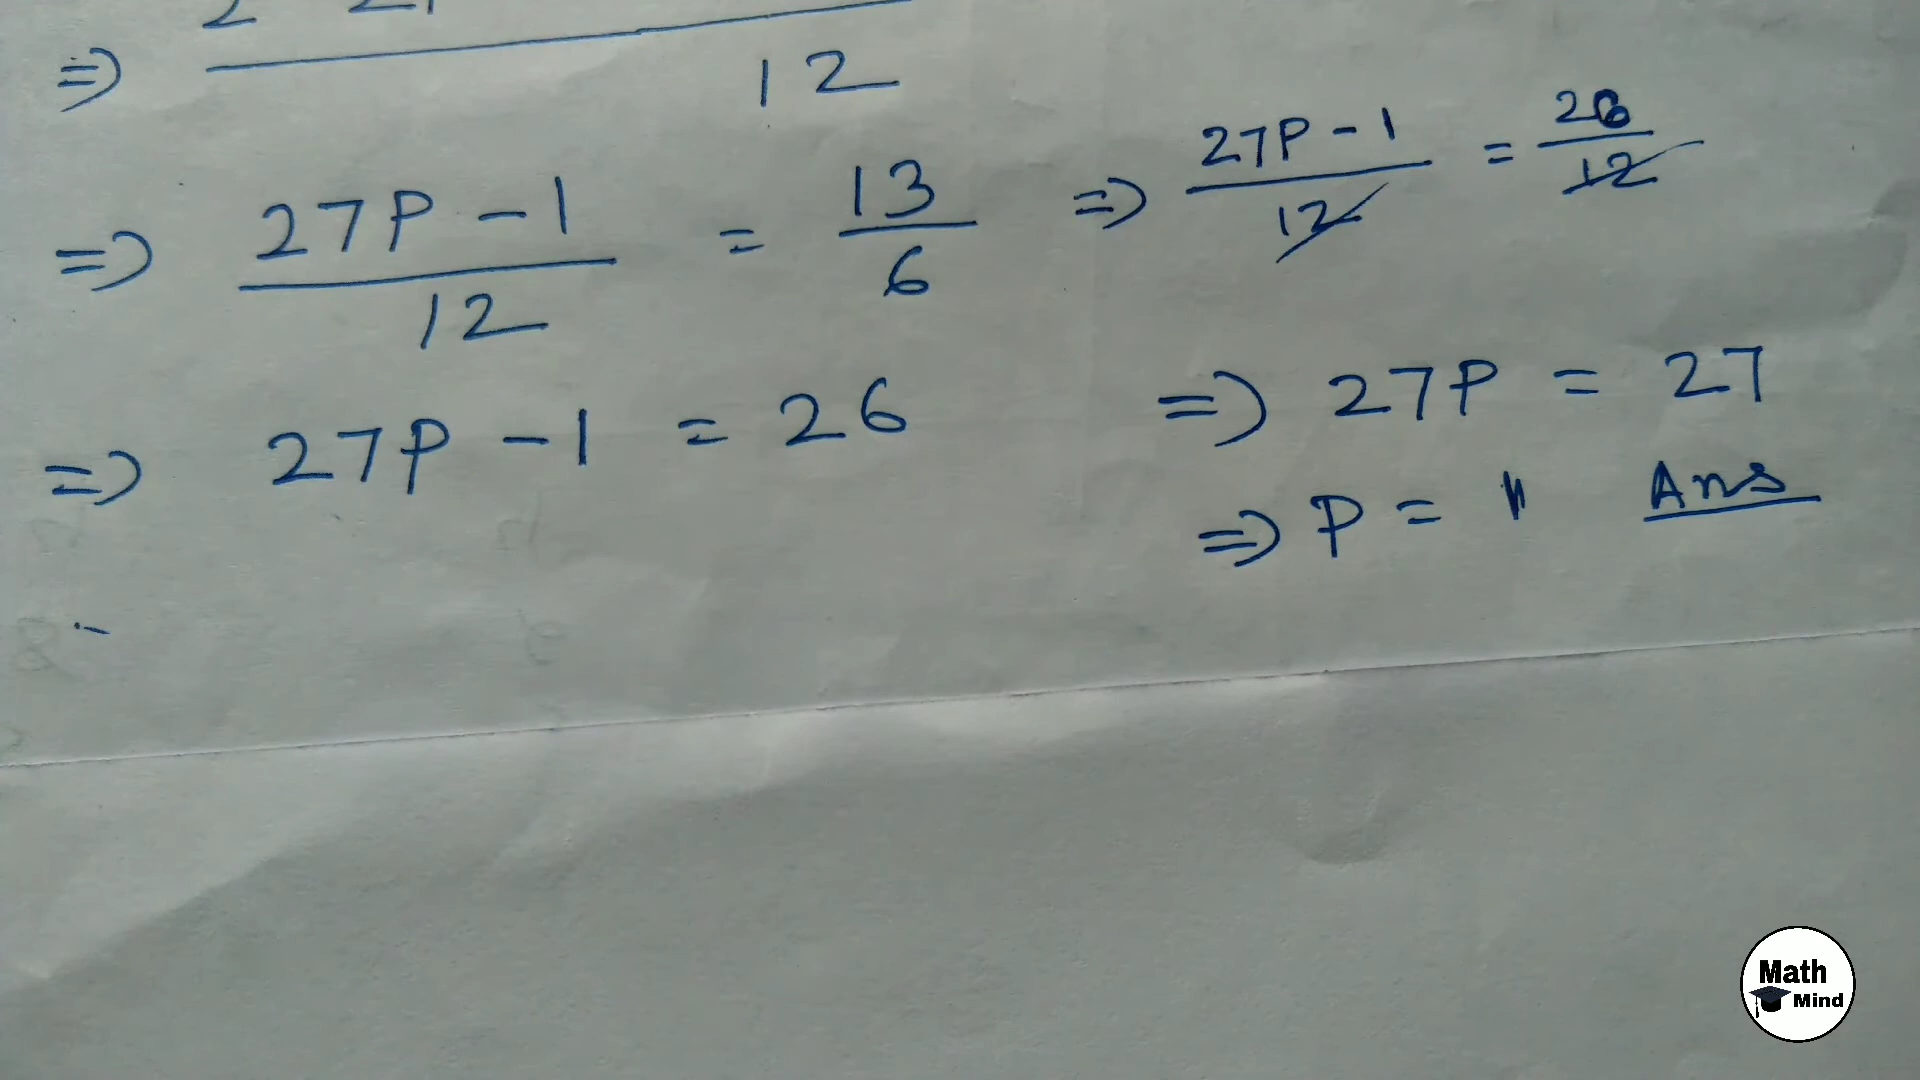 ⇒ 12
⇒ (27P - 1)/12 = 13/6
⇒ 27P - 1 = 26
⇒ (27P - 1)/12 = 26/12
⇒ 27P = 27
⇒ P = 1 Ans
Math
Mind